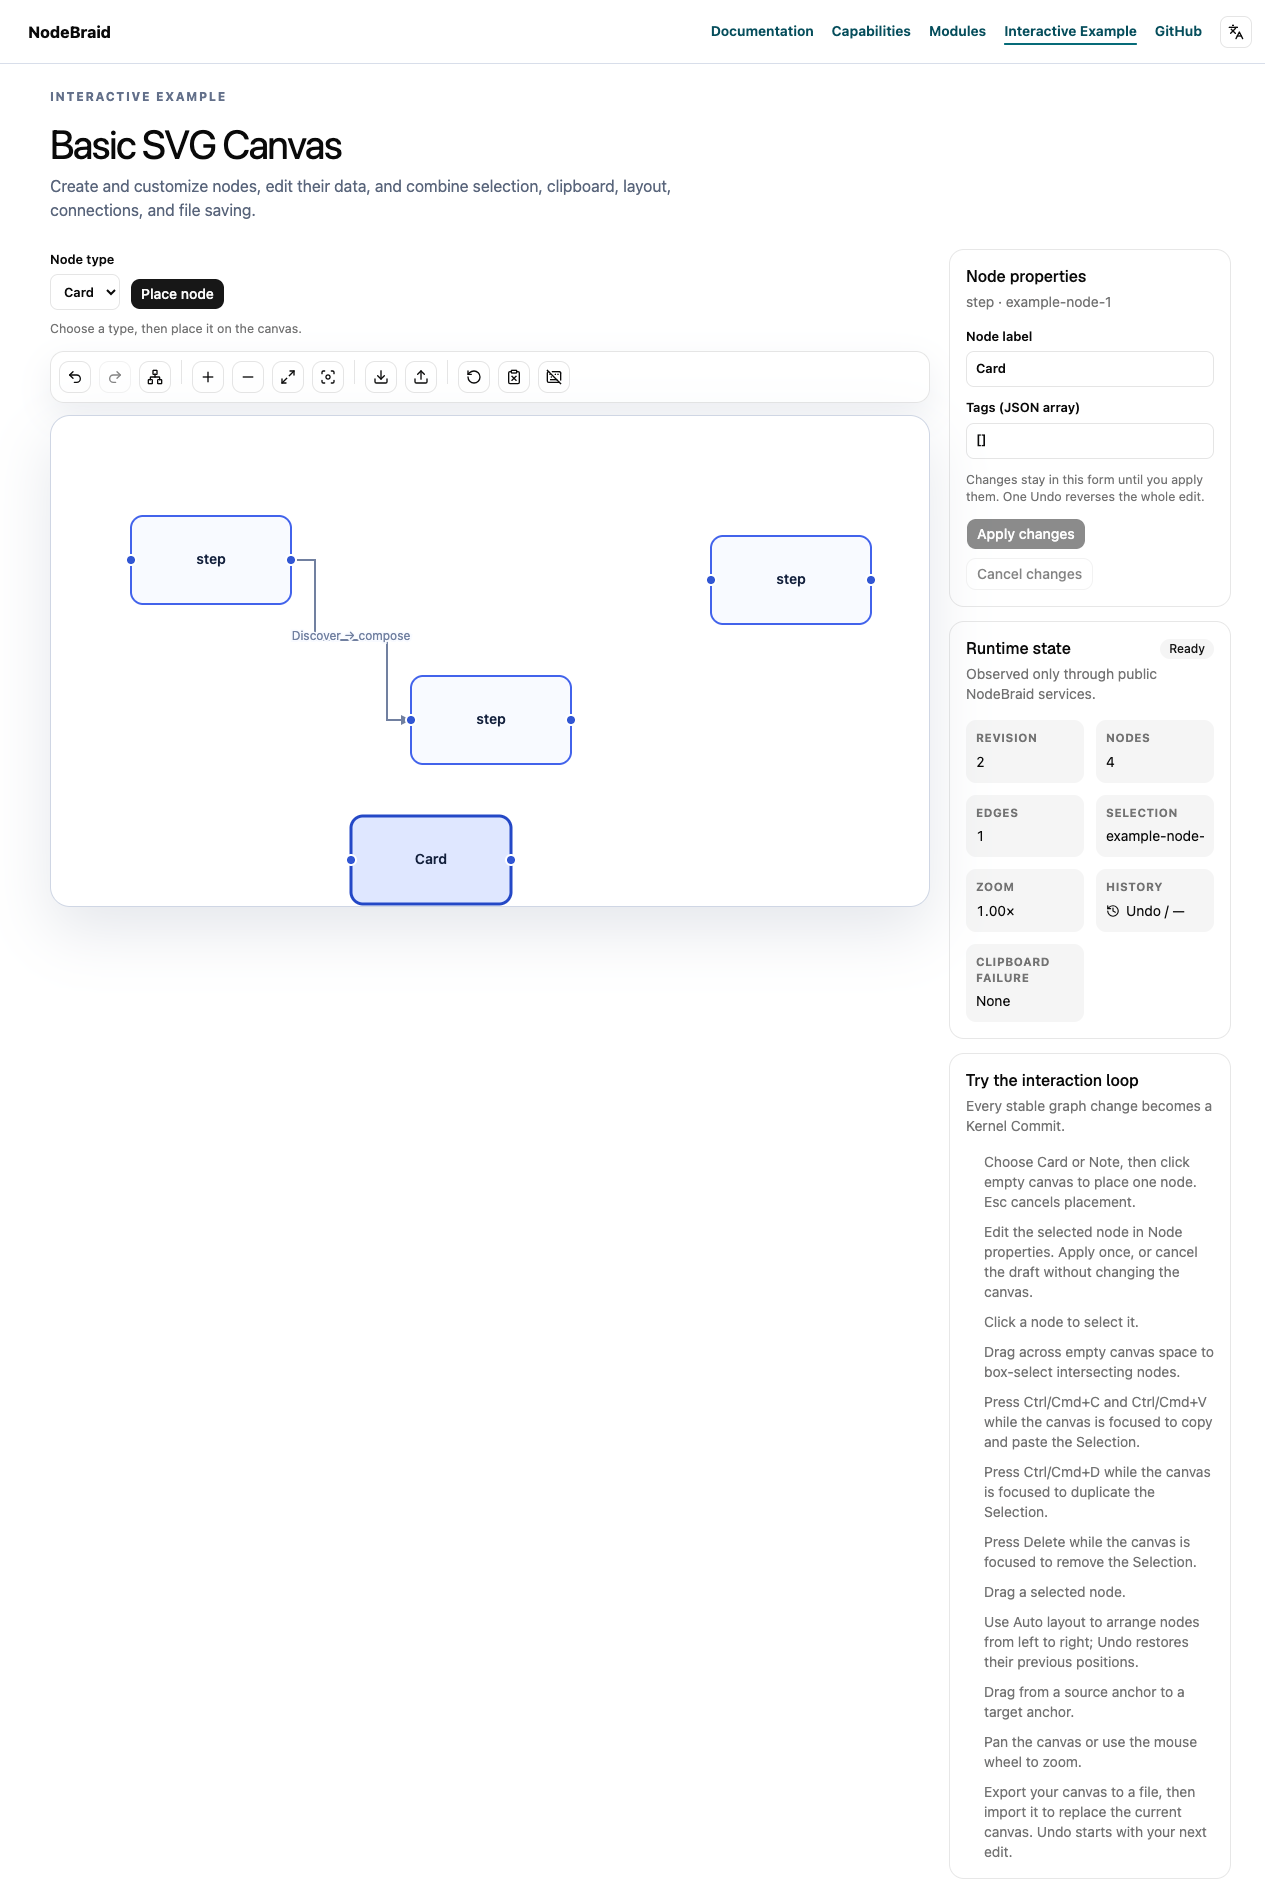 NodeBraid
Documentation
Capabilities
Modules
Interactive Example
GitHub
INTERACTIVE EXAMPLE
Basic SVG Canvas
Create and customize nodes, edit their data, and combine selection, clipboard, layout,
connections, and file saving.
Node type
Card
Place node
Choose a type, then place it on the canvas.
step
step
Discover → compose
step
Card
Node properties
step · example-node-1
Node label
Card
Tags (JSON array)
[]
Changes stay in this form until you apply
them. One Undo reverses the whole edit.
Apply changes
Cancel changes
Runtime state
Ready
Observed only through public
NodeBraid services.
REVISION
2
NODES
4
EDGES
1
SELECTION
example-node-
ZOOM
1.00×
HISTORY
Undo / —
CLIPBOARD
FAILURE
None
Try the interaction loop
Every stable graph change becomes a
Kernel Commit.
Choose Card or Note, then click
empty canvas to place one node.
Esc cancels placement.
Edit the selected node in Node
properties. Apply once, or cancel
the draft without changing the
canvas.
Click a node to select it.
Drag across empty canvas space to
box-select intersecting nodes.
Press Ctrl/Cmd+C and Ctrl/Cmd+V
while the canvas is focused to copy
and paste the Selection.
Press Ctrl/Cmd+D while the canvas
is focused to duplicate the
Selection.
Press Delete while the canvas is
focused to remove the Selection.
Drag a selected node.
Use Auto layout to arrange nodes
from left to right; Undo restores
their previous positions.
Drag from a source anchor to a
target anchor.
Pan the canvas or use the mouse
wheel to zoom.
Export your canvas to a file, then
import it to replace the current
canvas. Undo starts with your next
edit.